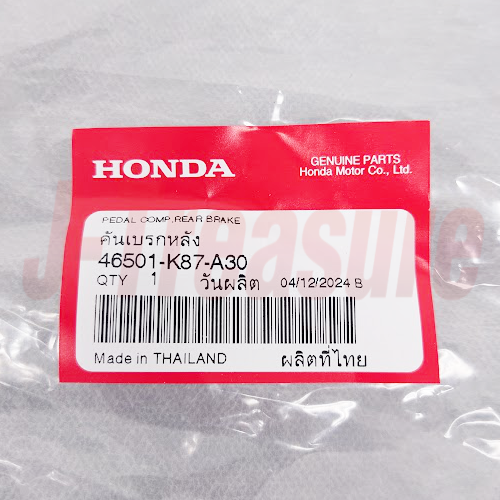 HONDA
GENUINE PARTS
Honda Motor Co., Ltd.
PEDAL COMP,REAR BRAKE
คันเบรกหลัง
46501-K87-A30
QTY 1 วันผลิต 04/12/2024 B
Made in THAILAND ผลิตที่ไทย
J-Treasure